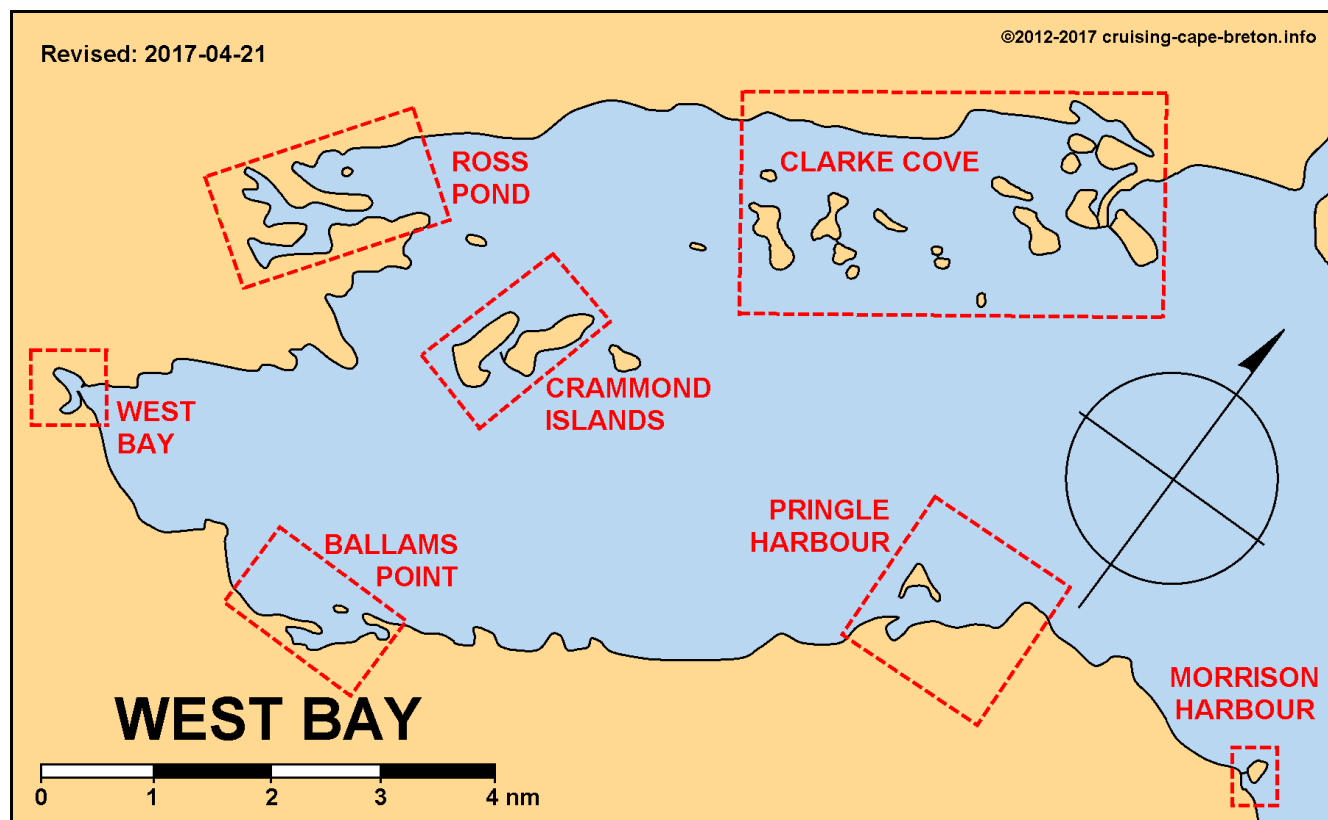 Revised: 2017-04-21
©2012-2017 cruising-cape-breton.info
ROSS
POND
CLARKE COVE
CRAMMOND
ISLANDS
WEST
BAY
PRINGLE
HARBOUR
BALLAMS
POINT
MORRISON
HARBOUR
WEST BAY
0 1 2 3 4 nm